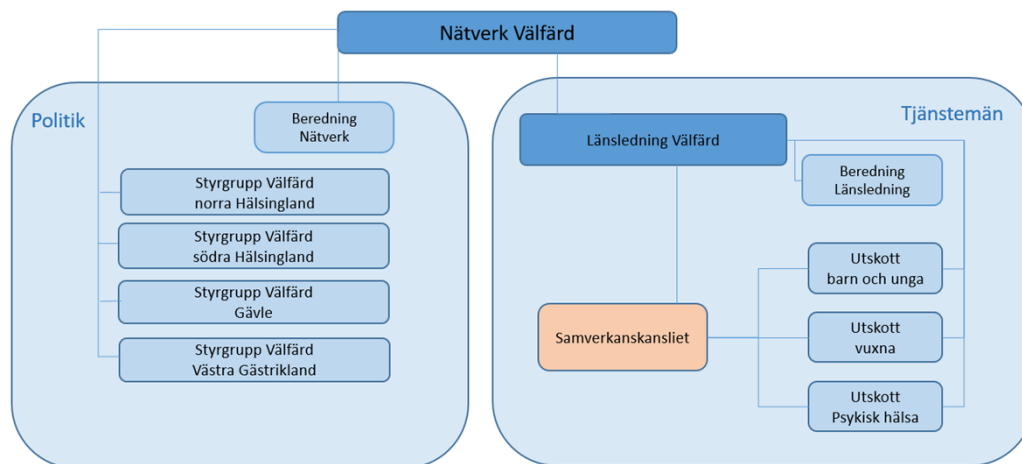 Nätverk Välfärd
Politik
Beredning
Nätverk
Styrgrupp Välfärd
norra Hälsingland
Styrgrupp Välfärd
södra Hälsingland
Styrgrupp Välfärd
Gävle
Styrgrupp Välfärd
Västra Gästrikland
Tjänstemän
Länsledning Välfärd
Beredning
Länsledning
Utskott
barn och unga
Samverkanskansliet
Utskott
vuxna
Utskott
Psykisk hälsa